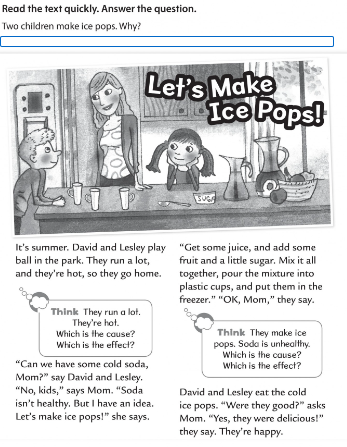 Read the text quickly. Answer the question.
Two children make ice pops. Why?
Let's Make
Ice Pops!
SUGAR
It's summer. David and Lesley play
ball in the park. They run a lot,
and they're hot, so they go home.
Think They run a lot.
They're hot.
Which is the cause?
Which is the effect?
"Can we have some cold soda,
Mom?" say David and Lesley.
"No, kids," says Mom. "Soda
isn't healthy. But I have an idea.
Let's make ice pops!" she says.
"Get some juice, and add some
fruit and a little sugar. Mix it all
together, pour the mixture into
plastic cups, and put them in the
freezer." "OK, Mom," they say.
Think They make ice
pops. Soda is unhealthy.
Which is the cause?
Which is the effect?
David and Lesley eat the cold
ice pops. "Were they good?" asks
Mom. "Yes, they were delicious!"
they say. They're happy.